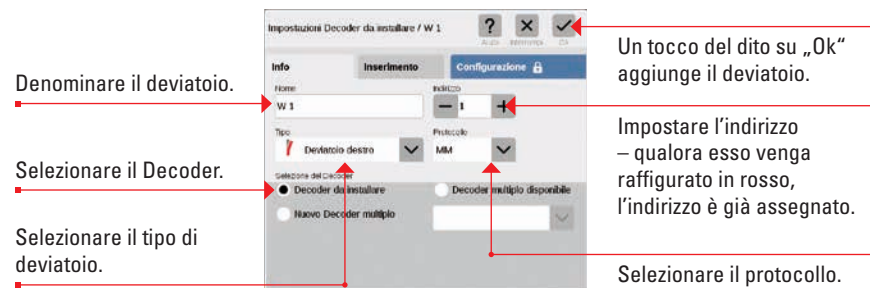 Denominare il deviatoio.
Selezionare il Decoder.
Selezionare il tipo di
deviatoio.
Impostazioni Decoder da installare / W 1
?
Aiuto
Interrompi
Ok
Info
Inserimento
Configurazione
Nome
Indirizzo
W 1
1
Tipo
Protocollo
Deviatoio destro
MM
Selezione del Decoder
Decoder da installare
Decoder multiplo disponibile
Nuovo Decoder multiplo
Un tocco del dito su „Ok“
aggiunge il deviatoio.
Impostare l’indirizzo
– qualora esso venga
raffigurato in rosso,
l’indirizzo è già assegnato.
Selezionare il protocollo.